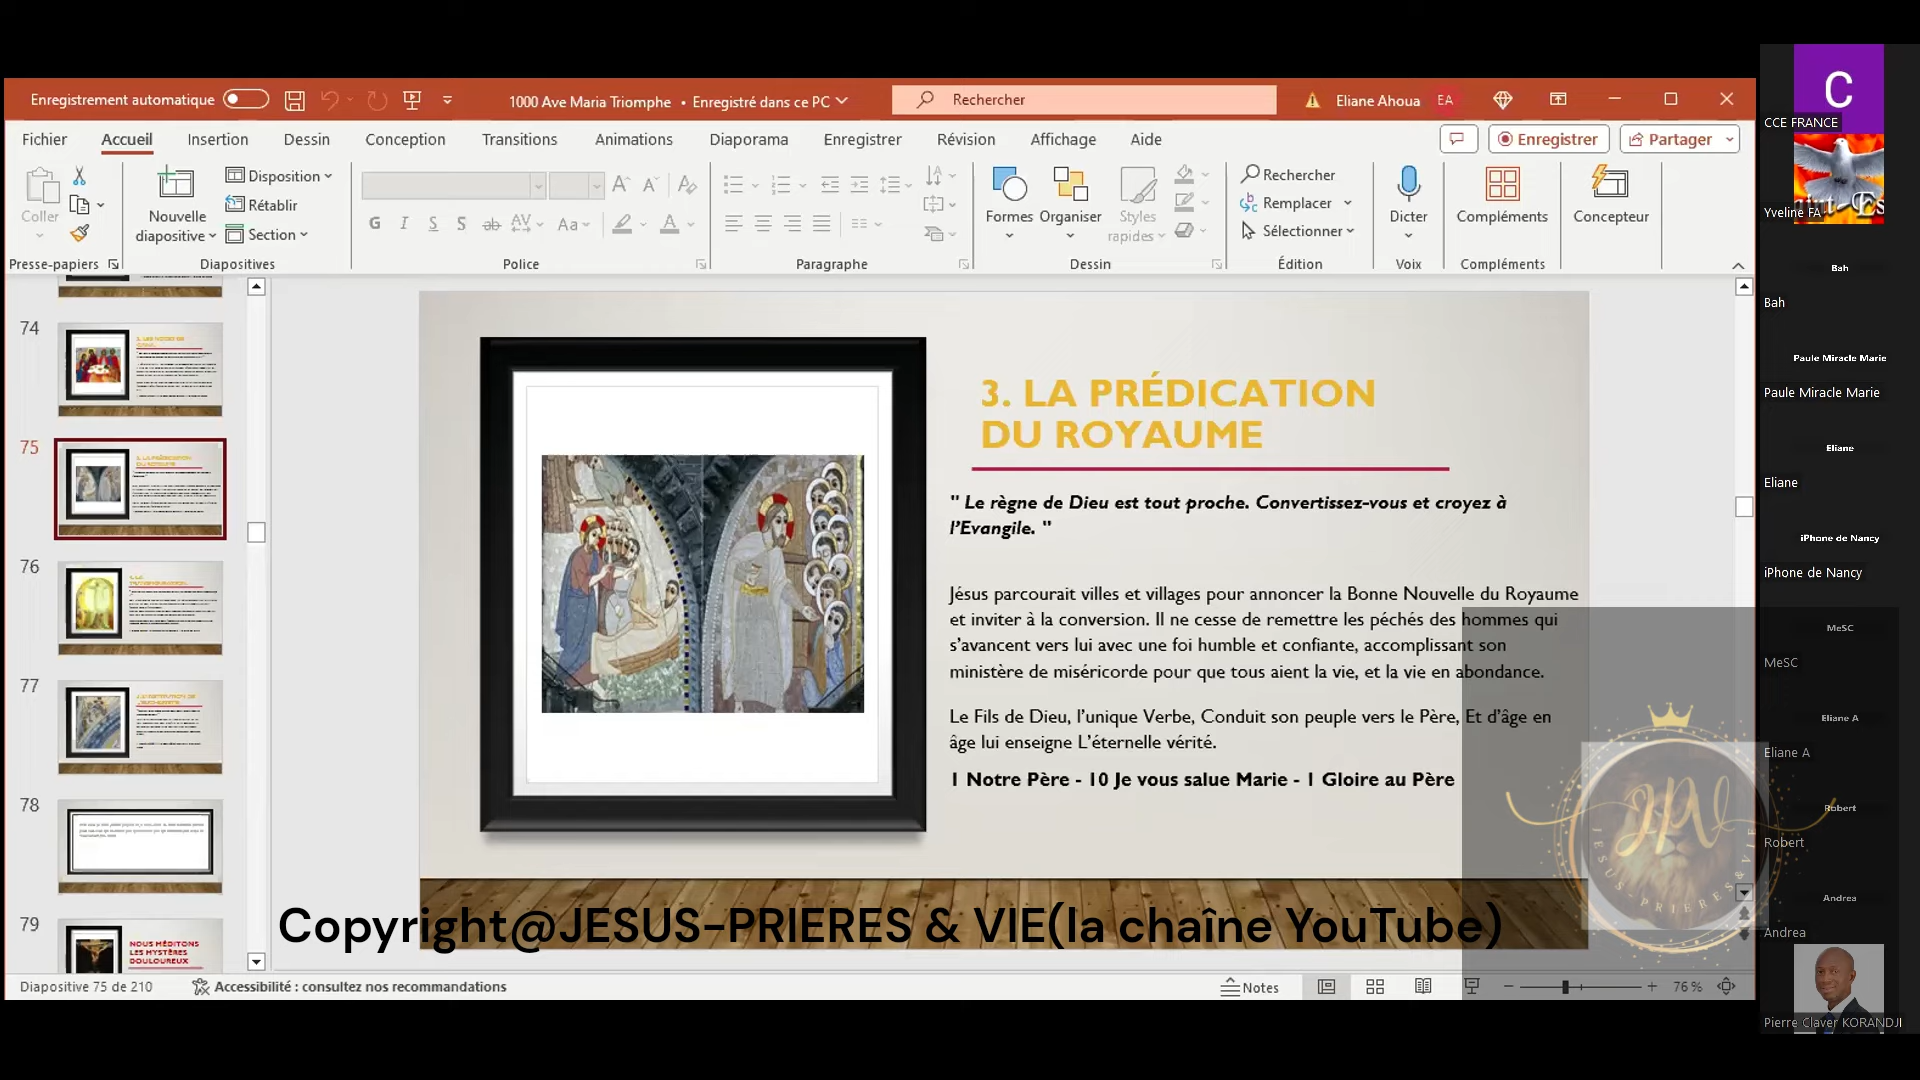 Enregistrement automatique
1000 Ave Maria Triomphe • Enregistré dans ce PC
Rechercher
Eliane Ahoua EA
Fichier Accueil Insertion Dessin Conception Transitions Animations Diaporama Enregistrer Révision Affichage Aide
Enregistrer Partager
Coller
Nouvelle diapositive
Disposition
Rétablir
Section
G I S S ab AV Aa A
Formes
Organiser
Styles rapides
Rechercher
Remplacer
Sélectionner
Dicter
Compléments
Concepteur
Presse-papiers Diapositives Police Paragraphe Dessin Édition Voix Compléments
74
75
76
77
78
79
NOUS MÉDITONS
LES MYSTÈRES
DOULOUREUX
3. LA PRÉDICATION
DU ROYAUME
" Le règne de Dieu est tout proche. Convertissez-vous et croyez à
l'Evangile. "
Jésus parcourait villes et villages pour annoncer la Bonne Nouvelle du Royaume
et inviter à la conversion. Il ne cesse de remettre les péchés des hommes qui
s'avancent vers lui avec une foi humble et confiante, accomplissant son
ministère de miséricorde pour que tous aient la vie, et la vie en abondance.
Le Fils de Dieu, l'unique Verbe, Conduit son peuple vers le Père, Et d'âge en
âge lui enseigne L'éternelle vérité.
1 Notre Père - 10 Je vous salue Marie - 1 Gloire au Père
Copyright@JESUS-PRIERES & VIE(la chaîne YouTube)
JPV
JESUS-PRIERES & VIE
Diapositive 75 de 210
Accessibilité : consultez nos recommandations
Notes
76 %
C
CCE FRANCE
Yveline FA
Bah
Bah
Paule Miracle Marie
Paule Miracle Marie
Eliane
Eliane
iPhone de Nancy
iPhone de Nancy
MeSC
MeSC
Eliane A
Eliane A
Robert
Robert
Andrea
Andrea
Pierre Claver KORANDJI